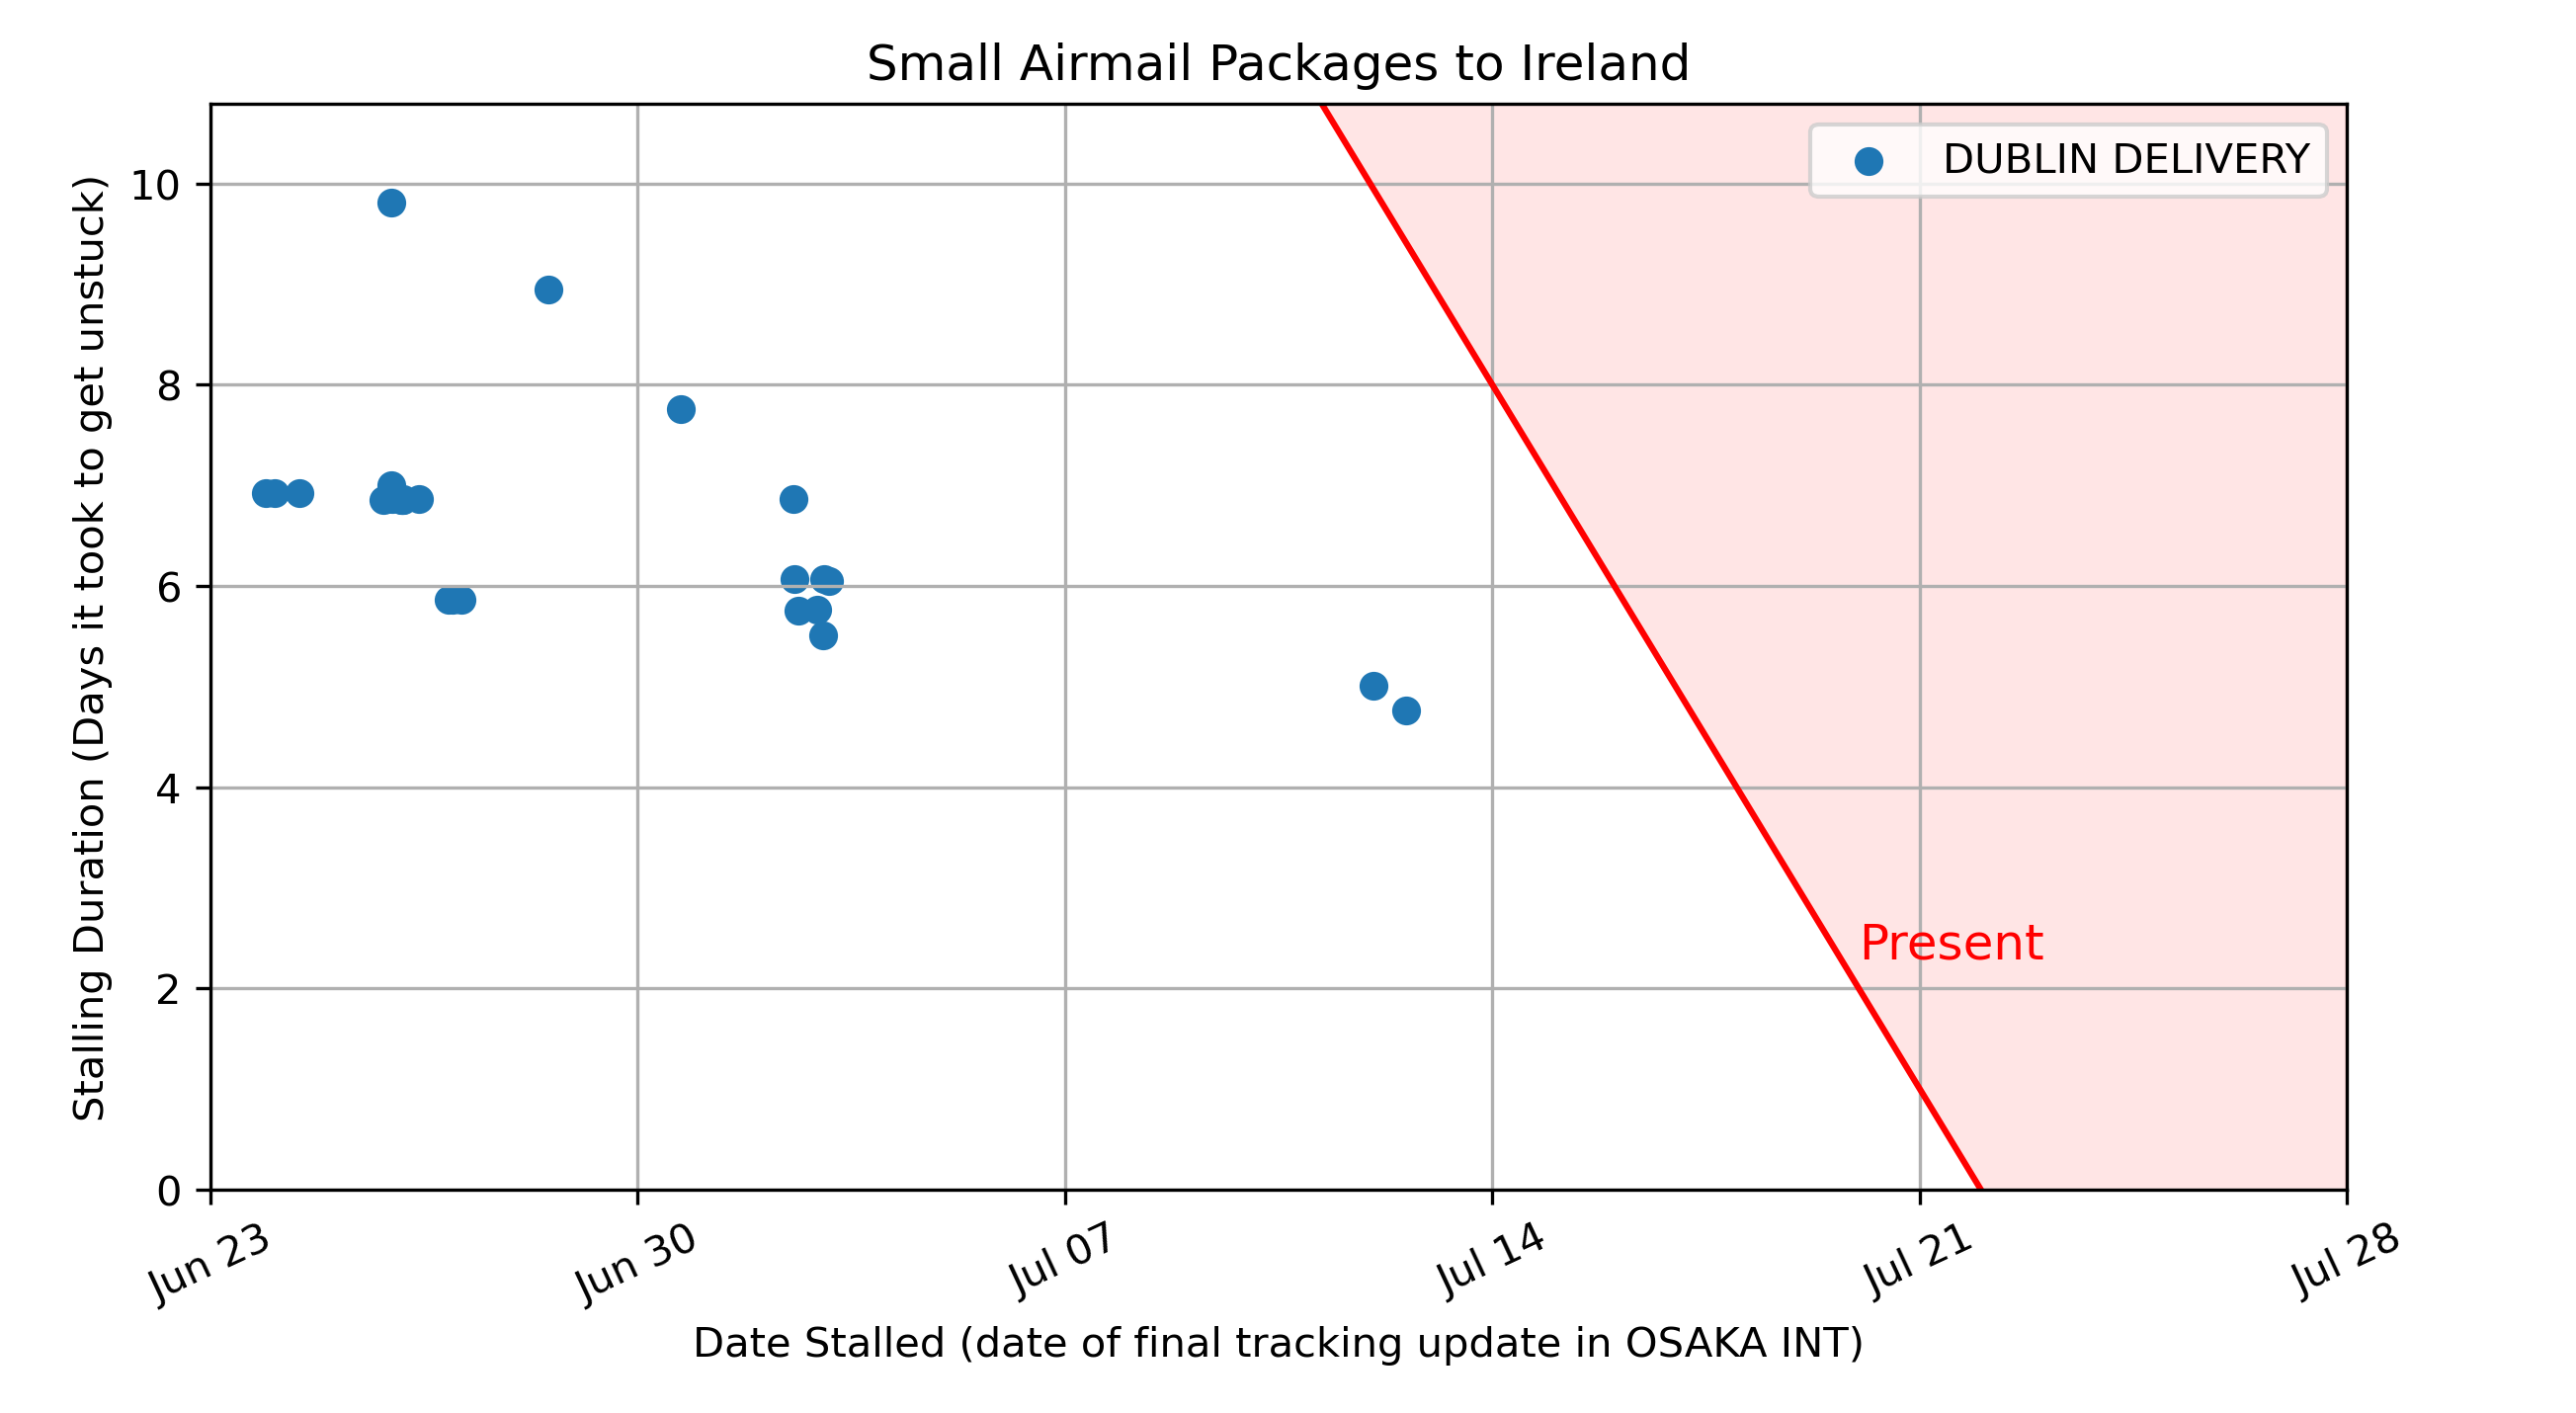 Small Airmail Packages to Ireland
DUBLIN DELIVERY
Stalling Duration (Days it took to get unstuck)
10
8
6
4
2
0
Present
Jun 23
Jun 30
Jul 07
Jul 14
Jul 21
Jul 28
Date Stalled (date of final tracking update in OSAKA INT)